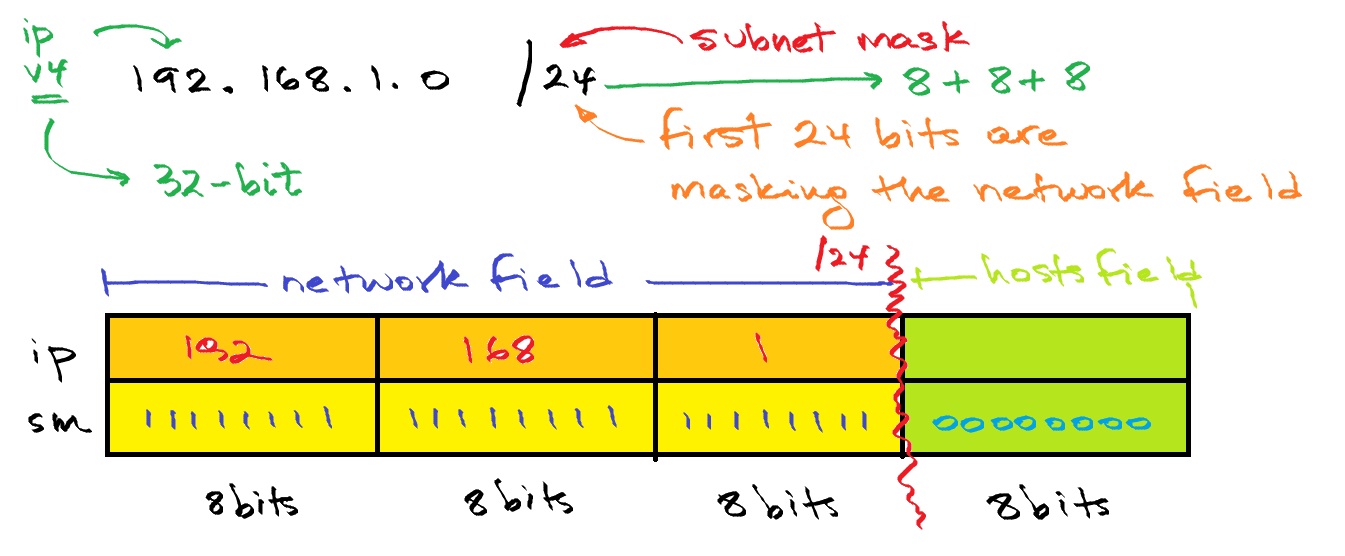 ip
v4
192.168.1.0 /24
subnet mask
8 + 8 + 8
first 24 bits are
masking the network field
32-bit
network field
/24
hosts field
ip 192 168 1
sm 11111111 11111111 11111111 00000000
8bits 8bits 8bits 8bits